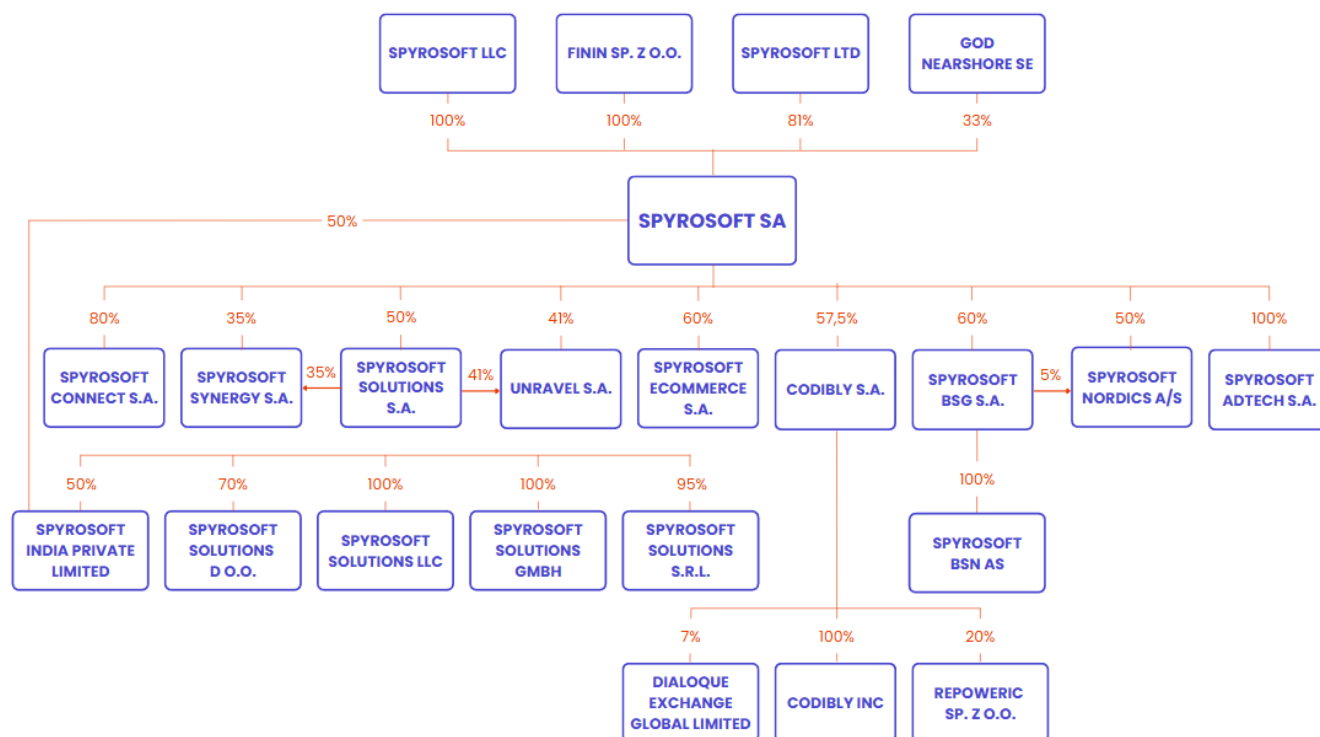 SPYROSOFT LLC
FININ SP. Z O.O.
SPYROSOFT LTD
GOD
NEARSHORE SE
100%
100%
81%
33%
SPYROSOFT SA
50%
80%
35%
50%
41%
60%
57,5%
60%
50%
100%
SPYROSOFT
CONNECT S.A.
SPYROSOFT
SYNERGY S.A.
35%
SPYROSOFT
SOLUTIONS
S.A.
41%
UNRAVEL S.A.
SPYROSOFT
ECOMMERCE
S.A.
CODIBLY S.A.
SPYROSOFT
BSG S.A.
5%
SPYROSOFT
NORDICS A/S
SPYROSOFT
ADTECH S.A.
50%
70%
100%
100%
95%
100%
SPYROSOFT
INDIA PRIVATE
LIMITED
SPYROSOFT
SOLUTIONS
D O.O.
SPYROSOFT
SOLUTIONS LLC
SPYROSOFT
SOLUTIONS
GMBH
SPYROSOFT
SOLUTIONS
S.R.L.
SPYROSOFT
BSN AS
7%
100%
20%
DIALOQUE
EXCHANGE
GLOBAL LIMITED
CODIBLY INC
REPOWERIC
SP. Z O.O.